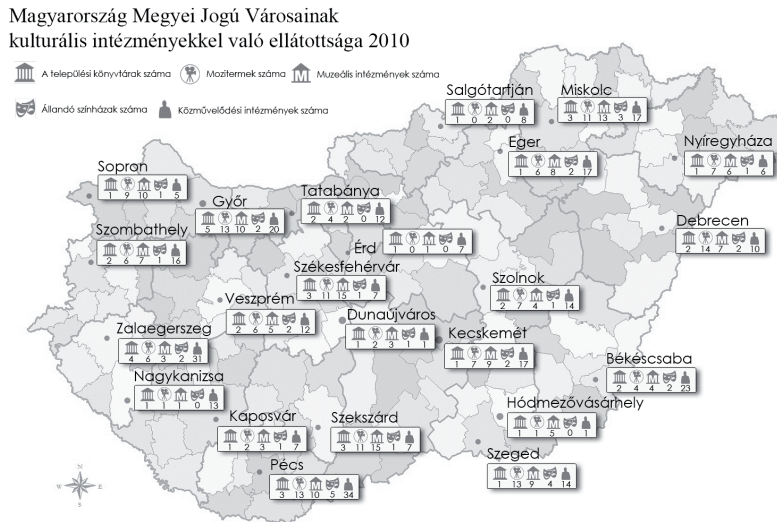 Magyarország Megyei Jogú Városainak
kulturális intézményekkel való ellátottsága 2010
A települési könyvtárak száma
Mozitermek száma
Muzeális intézmények száma
Állandó színházak száma
Közművelődési intézmények száma
Salgótarján
1 0 2 0 8
Miskolc
3 11 13 3 17
Eger
1 6 8 2 17
Nyíregyháza
1 7 6 1 6
Sopron
1 9 10 1 5
Győr
5 13 10 2 20
Tatabánya
2 4 2 0 12
Debrecen
2 14 7 2 10
Szombathely
2 6 7 1 16
Érd
1 0 1 0 7
Székesfehérvár
3 11 15 1 7
Szolnok
2 7 4 1 14
Veszprém
2 6 5 2 12
Dunaújváros
1 2 3 1 1
Zalaegerszeg
4 6 3 2 31
Kecskemét
1 7 9 2 17
Békéscsaba
2 4 4 2 23
Nagykanizsa
1 1 1 0 13
Hódmezővásárhely
1 1 5 0 1
Kaposvár
1 2 3 1 7
Szekszárd
3 11 15 1 7
Szeged
1 13 9 4 14
Pécs
3 13 10 5 34
N
W E
S